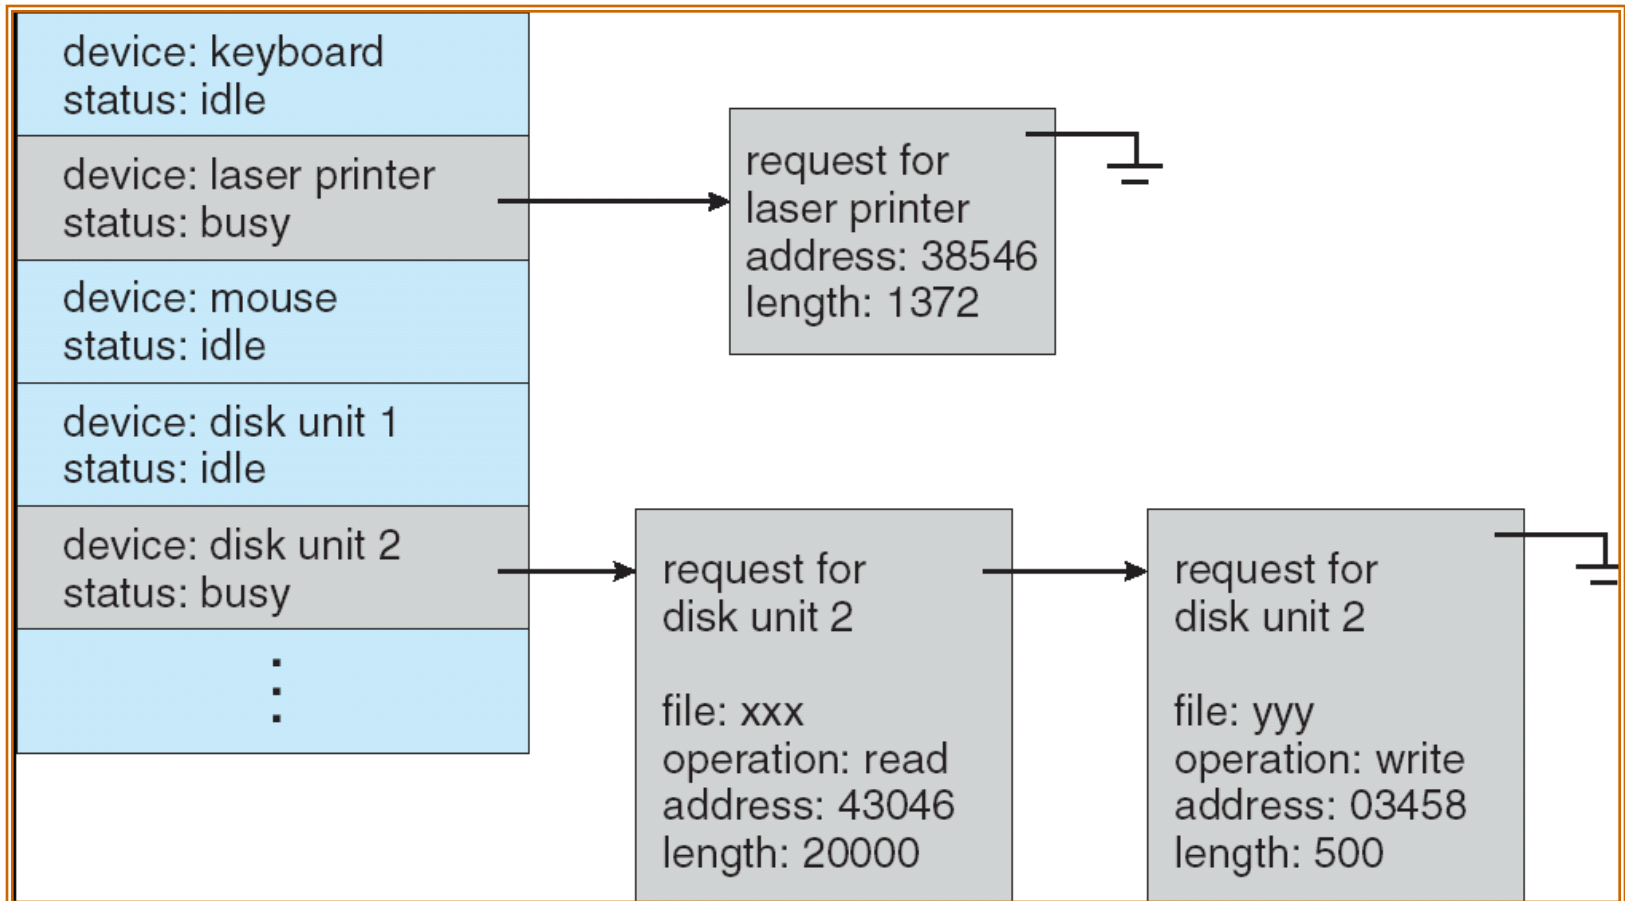 device: keyboard
status: idle
device: laser printer
status: busy
device: mouse
status: idle
device: disk unit 1
status: idle
device: disk unit 2
status: busy
request for
laser printer
address: 38546
length: 1372
request for
disk unit 2
file: xxx
operation: read
address: 43046
length: 20000
request for
disk unit 2
file: yyy
operation: write
address: 03458
length: 500